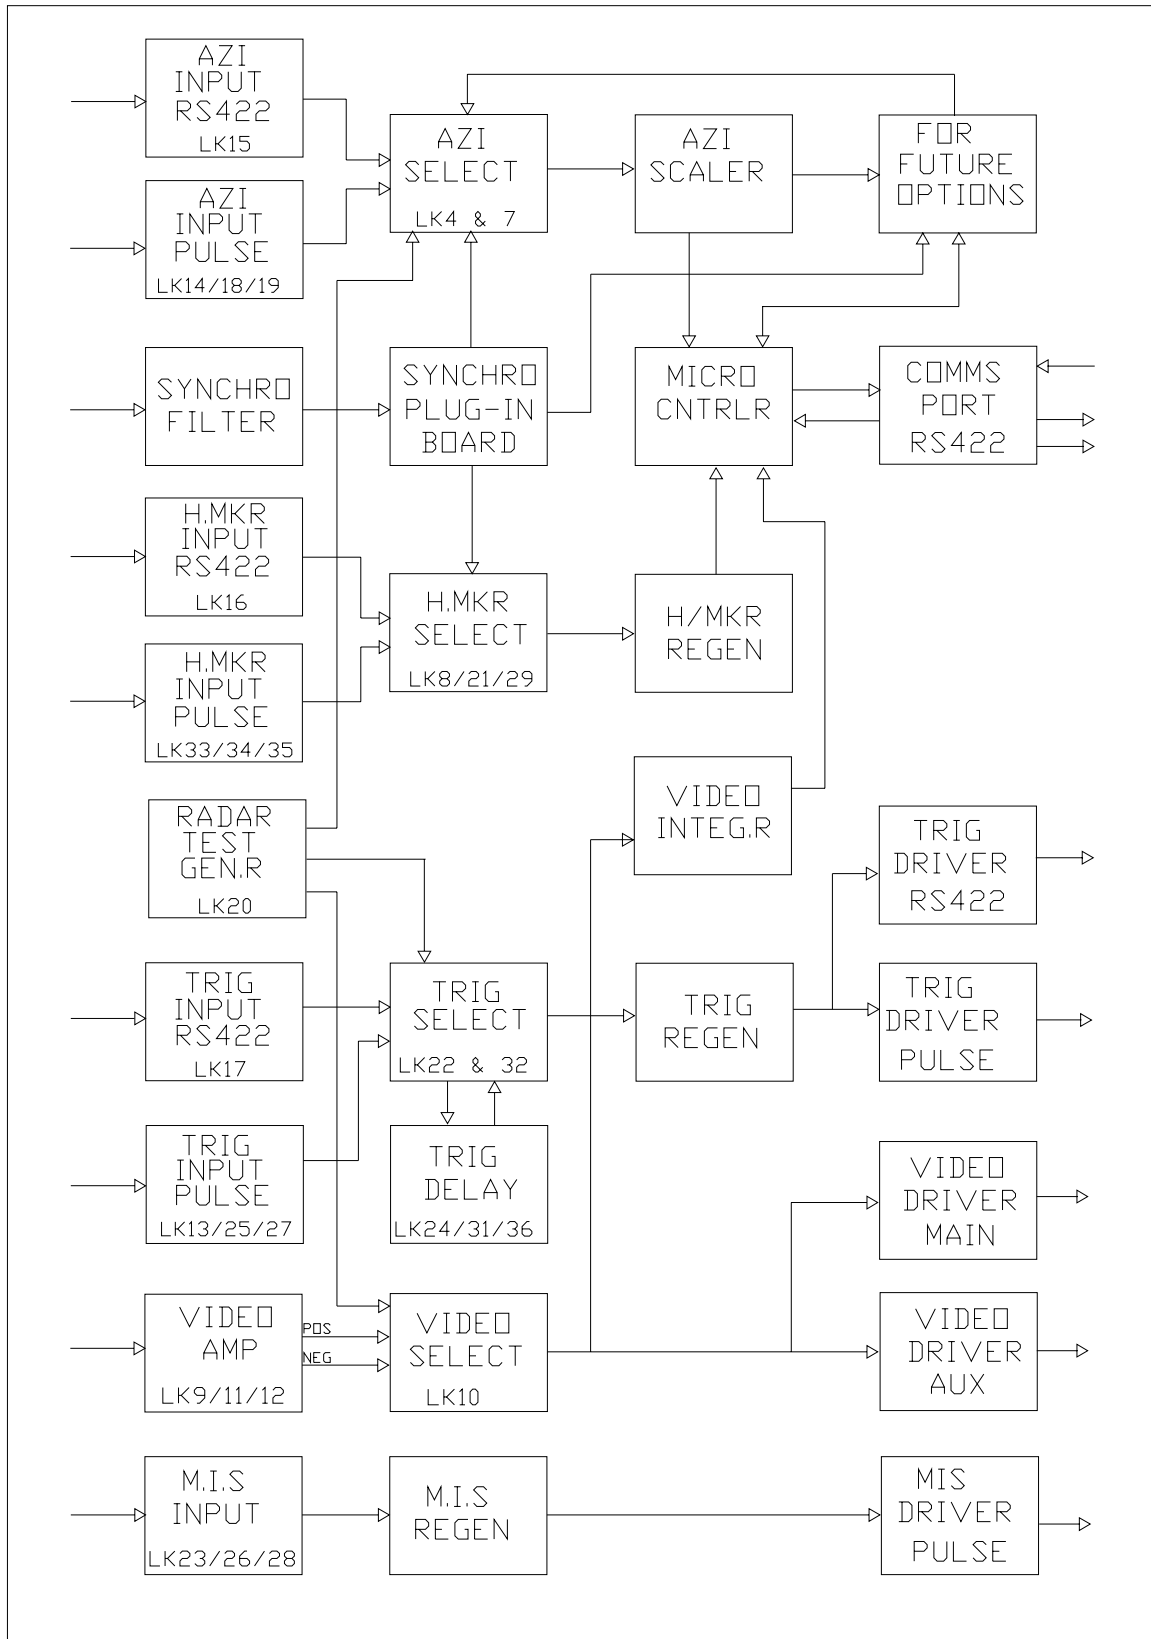 AZI
INPUT
RS422
LK15
AZI
SELECT
LK4 & 7
AZI
SCALER
FOR
FUTURE
OPTIONS
AZI
INPUT
PULSE
LK14/18/19
SYNCHRO
FILTER
SYNCHRO
PLUG-IN
BOARD
MICRO
CNTRLR
COMMS
PORT
RS422
H.MKR
INPUT
RS422
LK16
H.MKR
SELECT
LK8/21/29
H/MKR
REGEN
H.MKR
INPUT
PULSE
LK33/34/35
RADAR
TEST
GEN.R
LK20
VIDEO
INTEG.R
TRIG
DRIVER
RS422
TRIG
INPUT
RS422
LK17
TRIG
SELECT
LK22 & 32
TRIG
REGEN
TRIG
DRIVER
PULSE
TRIG
INPUT
PULSE
LK13/25/27
TRIG
DELAY
LK24/31/36
VIDEO
DRIVER
MAIN
VIDEO
AMP
LK9/11/12
POS
NEG
VIDEO
SELECT
LK10
VIDEO
DRIVER
AUX
M.I.S
INPUT
LK23/26/28
M.I.S
REGEN
MIS
DRIVER
PULSE